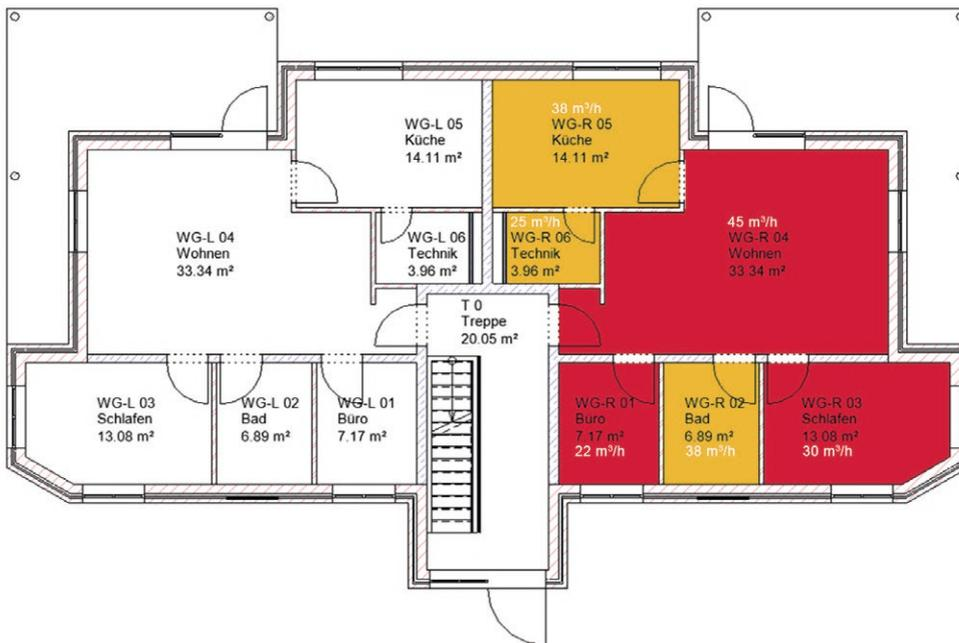 WG-L 05
Küche
14.11 m²
38 m³/h
WG-R 05
Küche
14.11 m²
WG-L 04
Wohnen
33.34 m²
WG-L 06
Technik
3.96 m²
25 m³/h
WG-R 06
Technik
3.96 m²
45 m³/h
WG-R 04
Wohnen
33.34 m²
T 0
Treppe
20.05 m²
WG-L 03
Schlafen
13.08 m²
WG-L 02
Bad
6.89 m²
WG-L 01
Büro
7.17 m²
WG-R 01
Büro
7.17 m²
22 m³/h
WG-R 02
Bad
6.89 m²
38 m³/h
WG-R 03
Schlafen
13.08 m²
30 m³/h